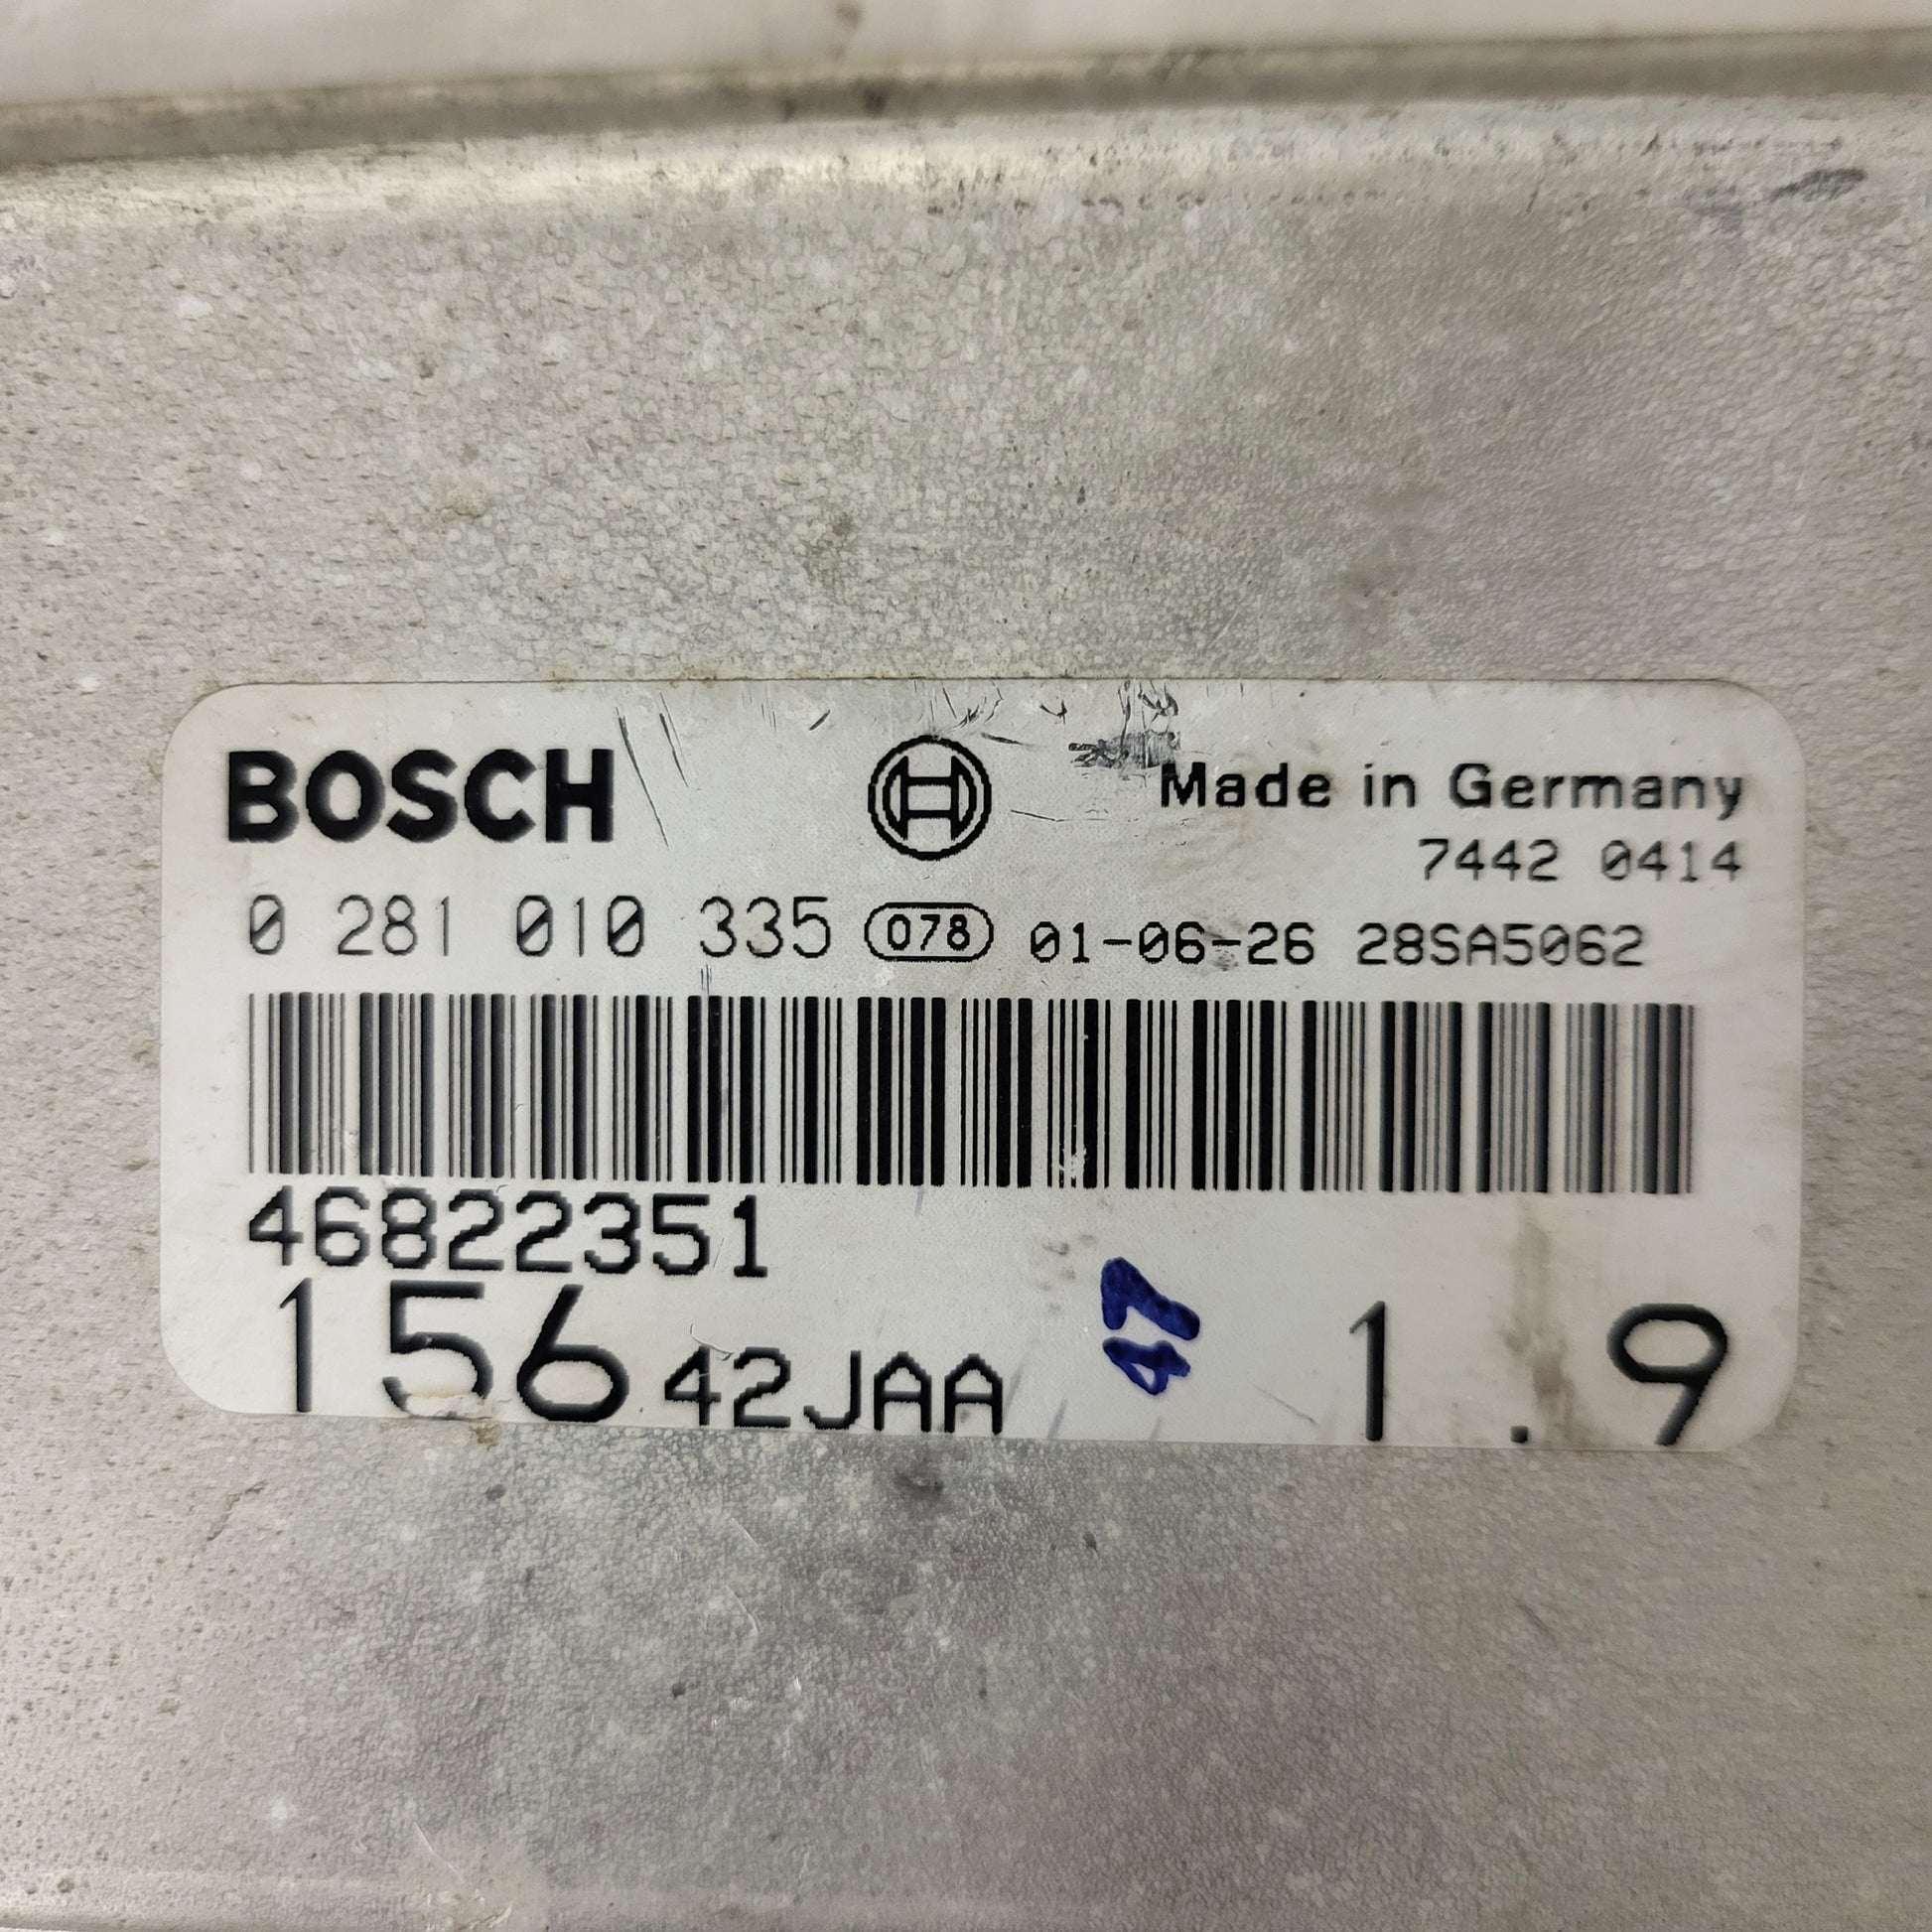 BOSCH Made in Germany
7442 0414
0 281 010 335 078 01-06-26 28SA5062
46822351
156 42JAA 47 1.9